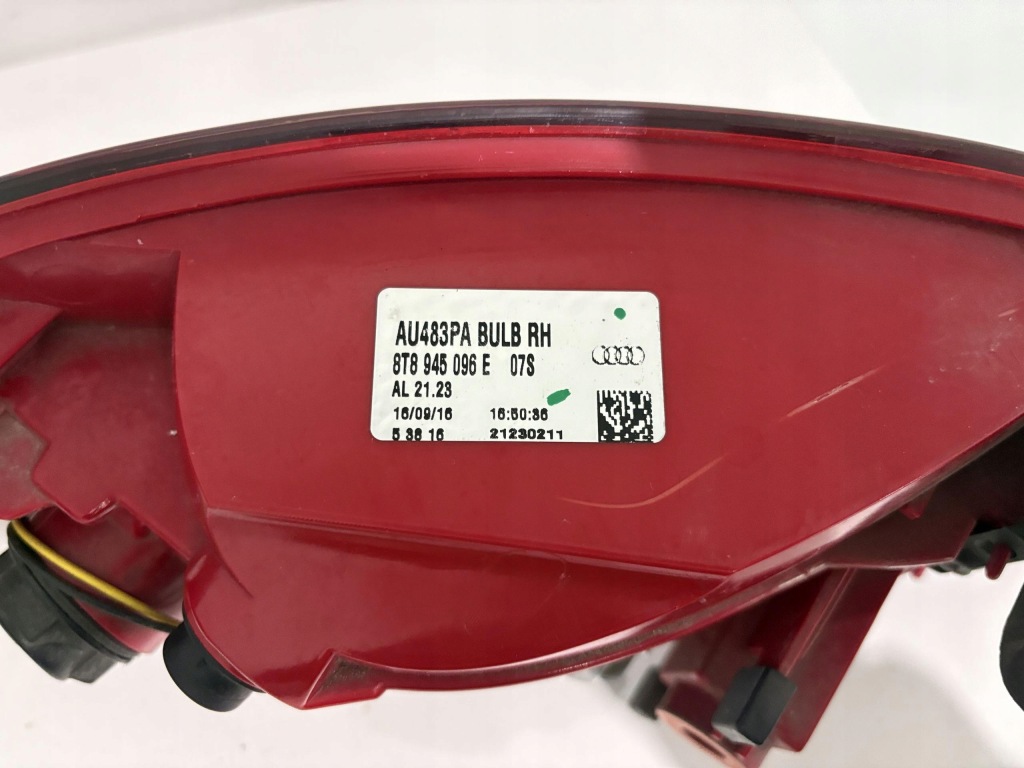 AU483PA BULB RH
8T8 945 096 E 07S
AL 21.23
16/09/16 16:50:36
5 36 16 21230211